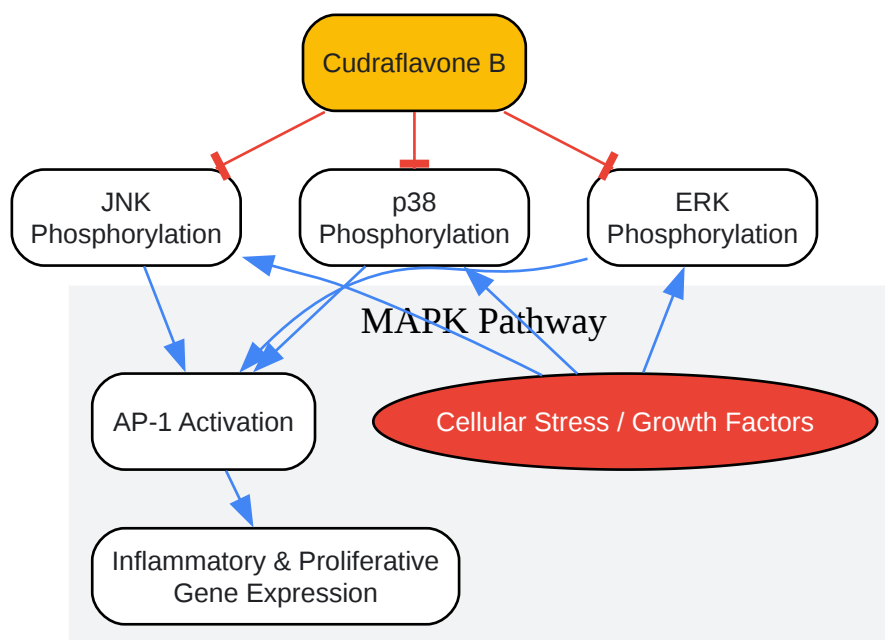 Cudraflavone B
JNK
Phosphorylation
p38
Phosphorylation
ERK
Phosphorylation
MAPK Pathway
AP-1 Activation
Cellular Stress / Growth Factors
Inflammatory & Proliferative
Gene Expression